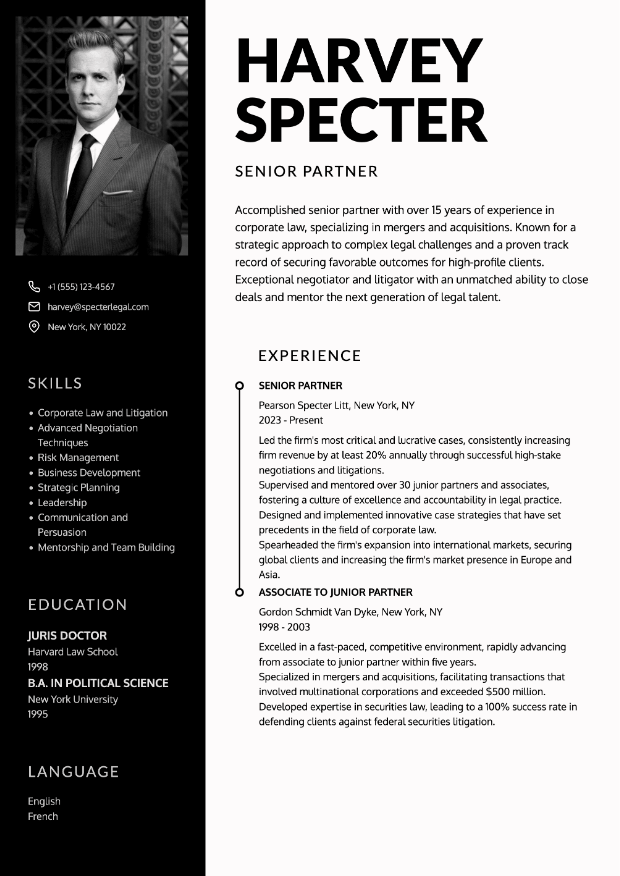 HARVEY
SPECTER
SENIOR PARTNER
Accomplished senior partner with over 15 years of experience in
corporate law, specializing in mergers and acquisitions. Known for a
strategic approach to complex legal challenges and a proven track
record of securing favorable outcomes for high-profile clients.
Exceptional negotiator and litigator with an unmatched ability to close
deals and mentor the next generation of legal talent.
+1 (555) 123-4567
harvey@specterlegal.com
New York, NY 10022
SKILLS
• Corporate Law and Litigation
• Advanced Negotiation
Techniques
• Risk Management
• Business Development
• Strategic Planning
• Leadership
• Communication and
Persuasion
• Mentorship and Team Building
EDUCATION
JURIS DOCTOR
Harvard Law School
1998
B.A. IN POLITICAL SCIENCE
New York University
1995
LANGUAGE
English
French
EXPERIENCE
SENIOR PARTNER
Pearson Specter Litt, New York, NY
2023 - Present
Led the firm's most critical and lucrative cases, consistently increasing
firm revenue by at least 20% annually through successful high-stake
negotiations and litigations.
Supervised and mentored over 30 junior partners and associates,
fostering a culture of excellence and accountability in legal practice.
Designed and implemented innovative case strategies that have set
precedents in the field of corporate law.
Spearheaded the firm's expansion into international markets, securing
global clients and increasing the firm's market presence in Europe and
Asia.
ASSOCIATE TO JUNIOR PARTNER
Gordon Schmidt Van Dyke, New York, NY
1998 - 2003
Excelled in a fast-paced, competitive environment, rapidly advancing
from associate to junior partner within five years.
Specialized in mergers and acquisitions, facilitating transactions that
involved multinational corporations and exceeded $500 million.
Developed expertise in securities law, leading to a 100% success rate in
defending clients against federal securities litigation.